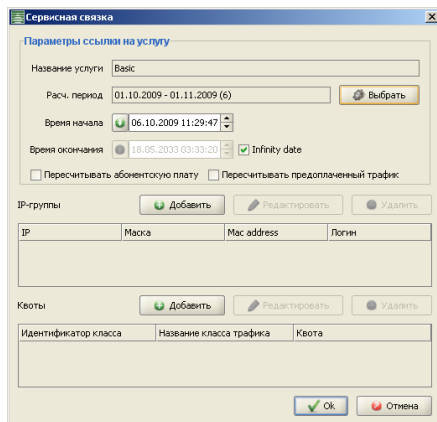 Сервисная связка
Параметры ссылки на услугу
Название услуги Basic
Расч. период 01.10.2009 - 01.11.2009 (6) Выбрать
Время начала 06.10.2009 11:29:47
Время окончания 18.05.2033 03:33:20 Infinity date
Пересчитывать абонентскую плату Пересчитывать предоплаченный трафик
IP-группы Добавить Редактировать Удалить
IP Маска Mac address Логин
Квоты Добавить Редактировать Удалить
Идентификатор класса Название класса трафика Квота
Ok Отмена